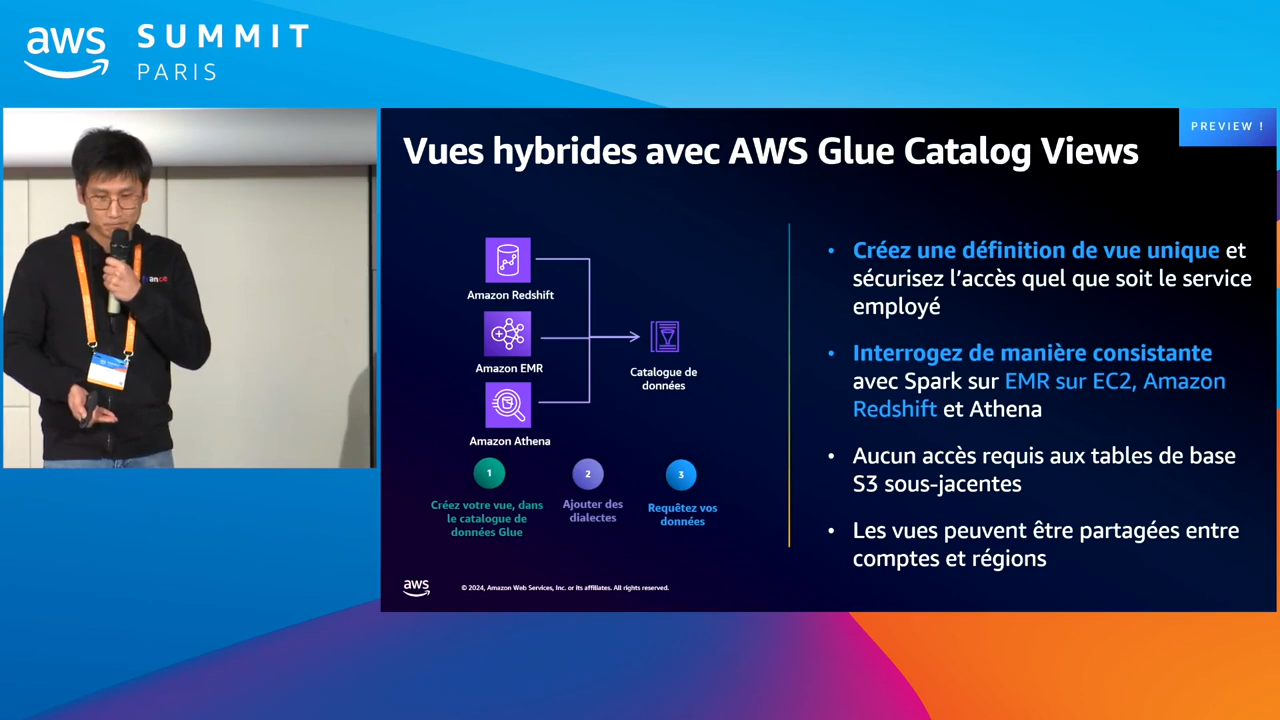 aws SUMMIT
PARIS
PREVIEW !
Vues hybrides avec AWS Glue Catalog Views
Amazon Redshift
Amazon EMR
Amazon Athena
Catalogue de
données
1
Créez votre vue, dans
le catalogue de
données Glue
2
Ajouter des
dialectes
3
Requêtez vos
données
• Créez une définition de vue unique et
sécurisez l’accès quel que soit le service
employé
• Interrogez de manière consistante
avec Spark sur EMR sur EC2, Amazon
Redshift et Athena
• Aucun accès requis aux tables de base
S3 sous-jacentes
• Les vues peuvent être partagées entre
comptes et régions
aws
© 2024, Amazon Web Services, Inc. or its affiliates. All rights reserved.
france